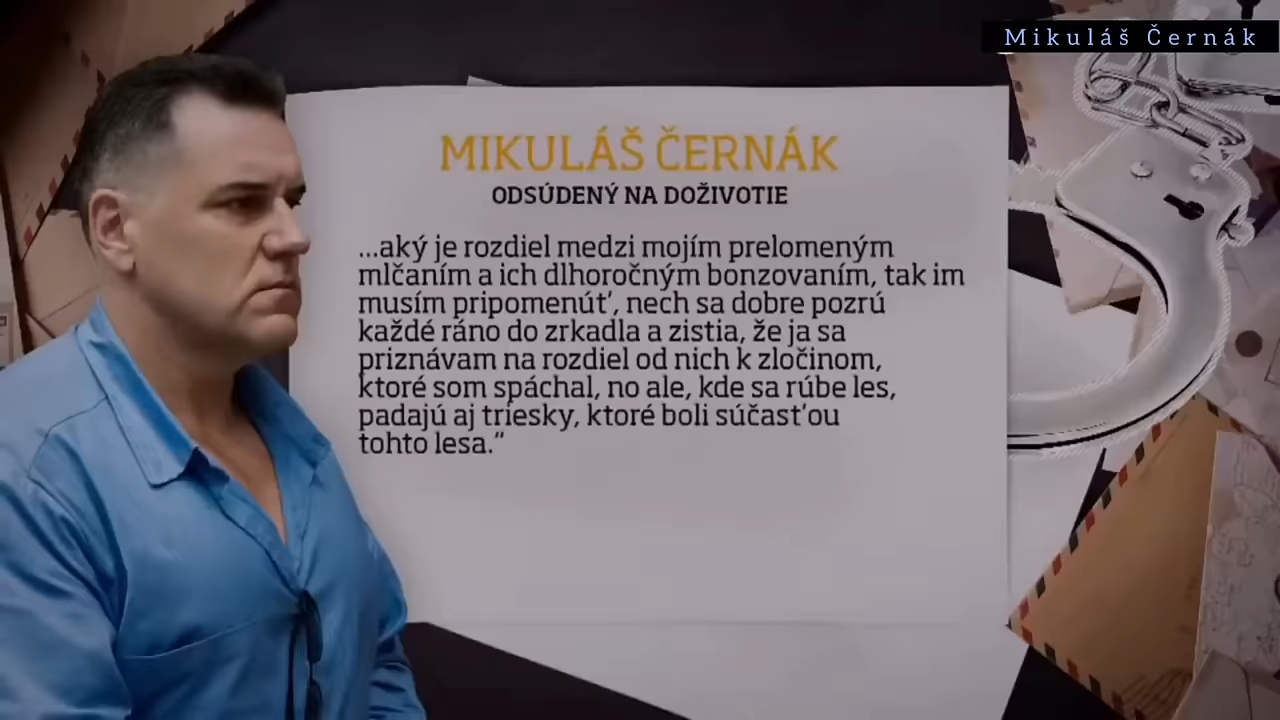 Mikuláš Černák
MIKULÁŠ ČERNÁK
ODSÚDENÝ NA DOŽIVOTIE
...aký je rozdiel medzi mojím prelomeným
mlčaním a ich dlhoročným bonzovaním, tak im
musím pripomenúť, nech sa dobre pozrú
každé ráno do zrkadla a zistia, že ja sa
priznávam na rozdiel od nich k zločinom,
ktoré som spáchal, no ale, kde sa rúbe les,
padajú aj triesky, ktoré boli súčasťou
tohto lesa.“